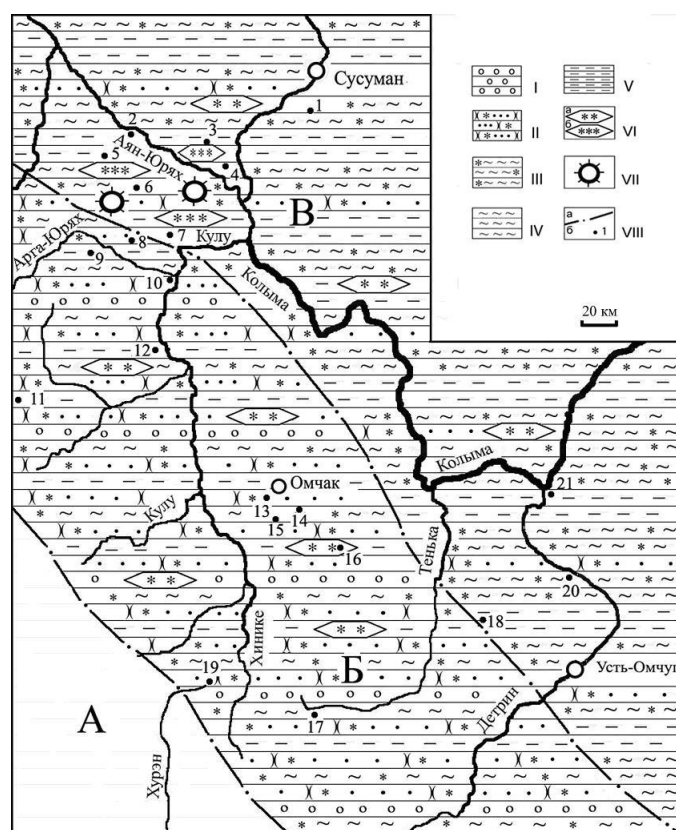 Сусуман
1
2
3
Аян-Юрях
5
4
6
В
7
Кулу
8
Арга-Юрях
9
Колыма
10
12
11
Омчак
13
14
15
Колыма
21
Кулу
Тенька
16
20
18
Хинике
Б
19
Усть-Омчуг
А
17
Детрин
Хурэн
I
V
II
а
б
VI
III
VII
IV
а
б
1
VIII
20 км